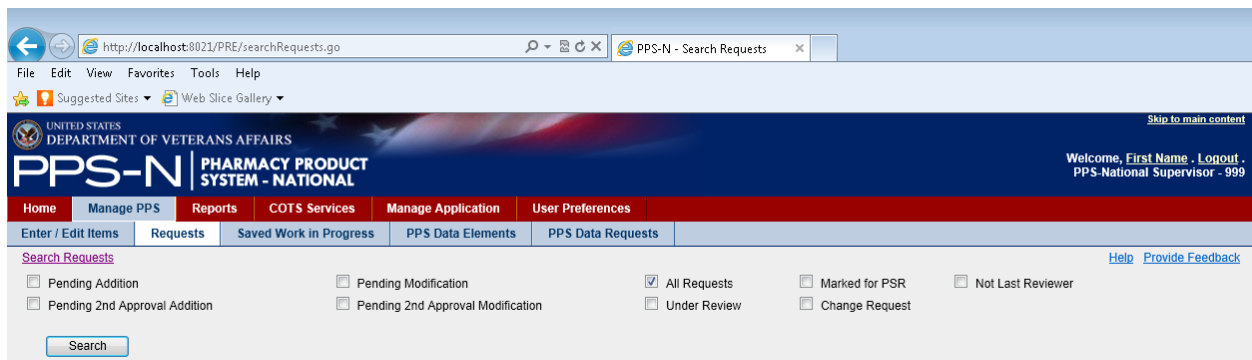 http://localhost:8021/PRE/searchRequests.go
PPS-N - Search Requests
File Edit View Favorites Tools Help
Suggested Sites Web Slice Gallery
UNITED STATES
DEPARTMENT OF VETERANS AFFAIRS
Skip to main content
PPS-N PHARMACY PRODUCT
SYSTEM - NATIONAL
Welcome, First Name . Logout .
PPS-National Supervisor - 999
Home Manage PPS Reports COTS Services Manage Application User Preferences
Enter / Edit Items Requests Saved Work in Progress PPS Data Elements PPS Data Requests
Search Requests Help Provide Feedback
Pending Addition Pending Modification All Requests Marked for PSR Not Last Reviewer
Pending 2nd Approval Addition Pending 2nd Approval Modification Under Review Change Request
Search